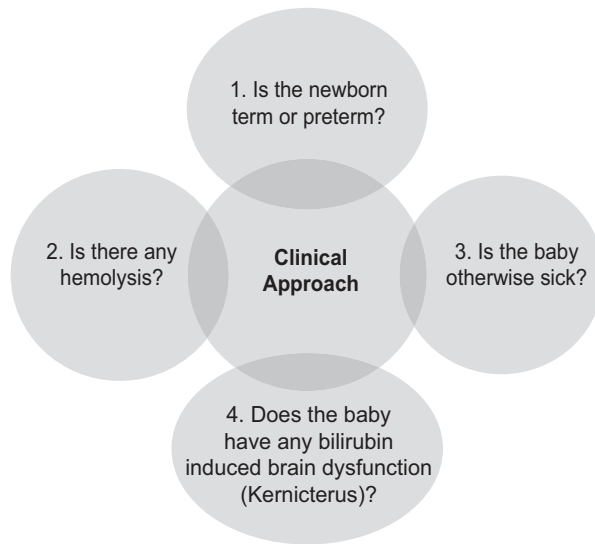 1. Is the newborn
term or preterm?
2. Is there any
hemolysis?
Clinical
Approach
3. Is the baby
otherwise sick?
4. Does the baby
have any bilirubin
induced brain dysfunction
(Kernicterus)?